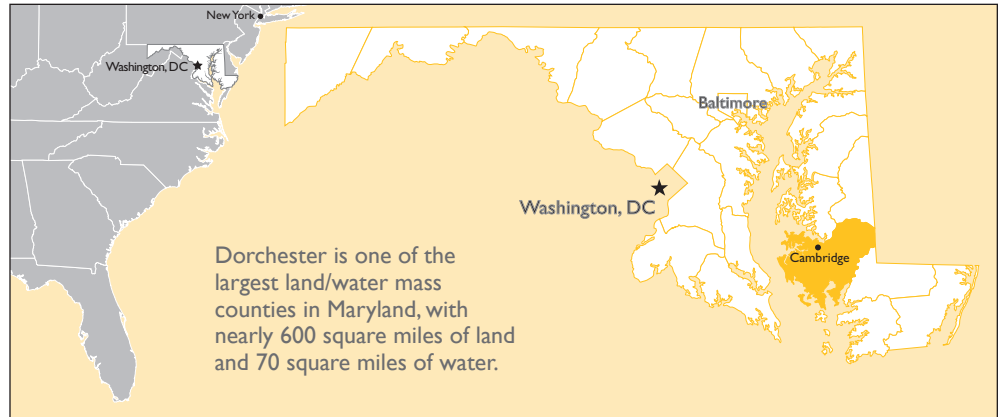 New York
Washington, DC
Baltimore
Washington, DC
Cambridge
Dorchester is one of the
largest land/water mass
counties in Maryland, with
nearly 600 square miles of land
and 70 square miles of water.